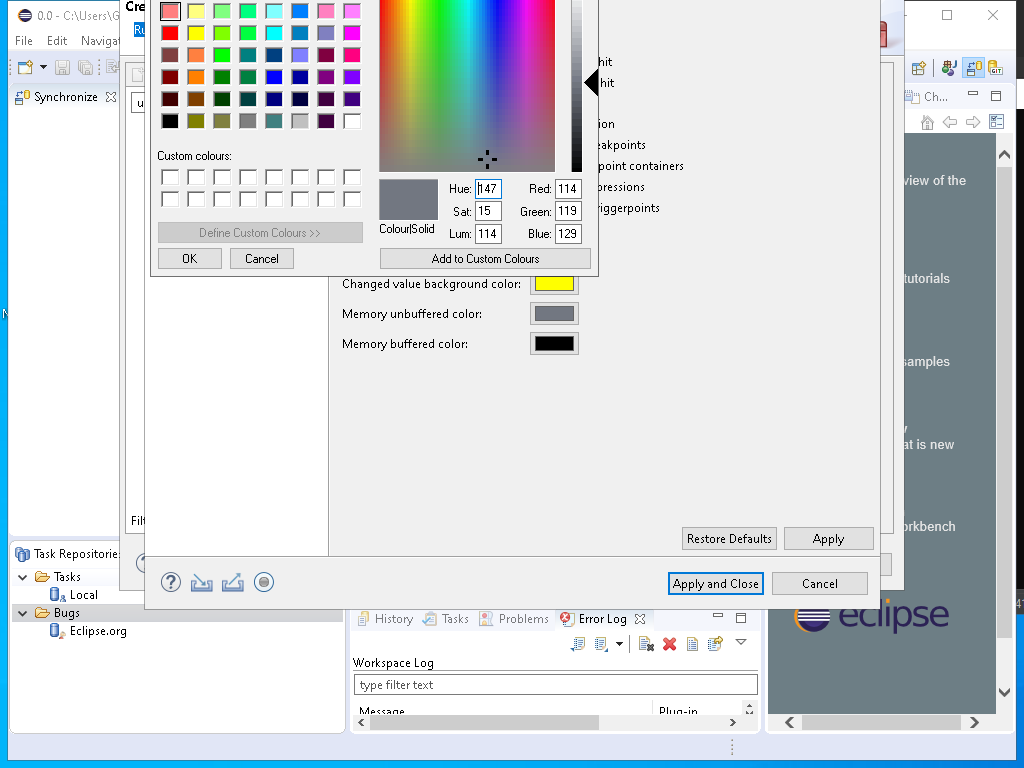 0.0 - C:\Users\G
Cre
Ru
File Edit Navigat
Synchronize
u
hit
hit
ion
eakpoints
point containers
pressions
iggerpoints
Ch...
view of the
tutorials
samples
y
at is new
orkbench
Custom colours:
Define Custom Colours >>
OK
Cancel
Colour|Solid
Hue: 147
Sat: 15
Lum: 114
Red: 114
Green: 119
Blue: 129
Add to Custom Colours
Changed value background color:
Memory unbuffered color:
Memory buffered color:
Filt
Restore Defaults
Apply
Apply and Close
Cancel
Task Repositories
Tasks
Local
Bugs
Eclipse.org
History
Tasks
Problems
Error Log
Workspace Log
type filter text
Message
Plug-in
eclipse